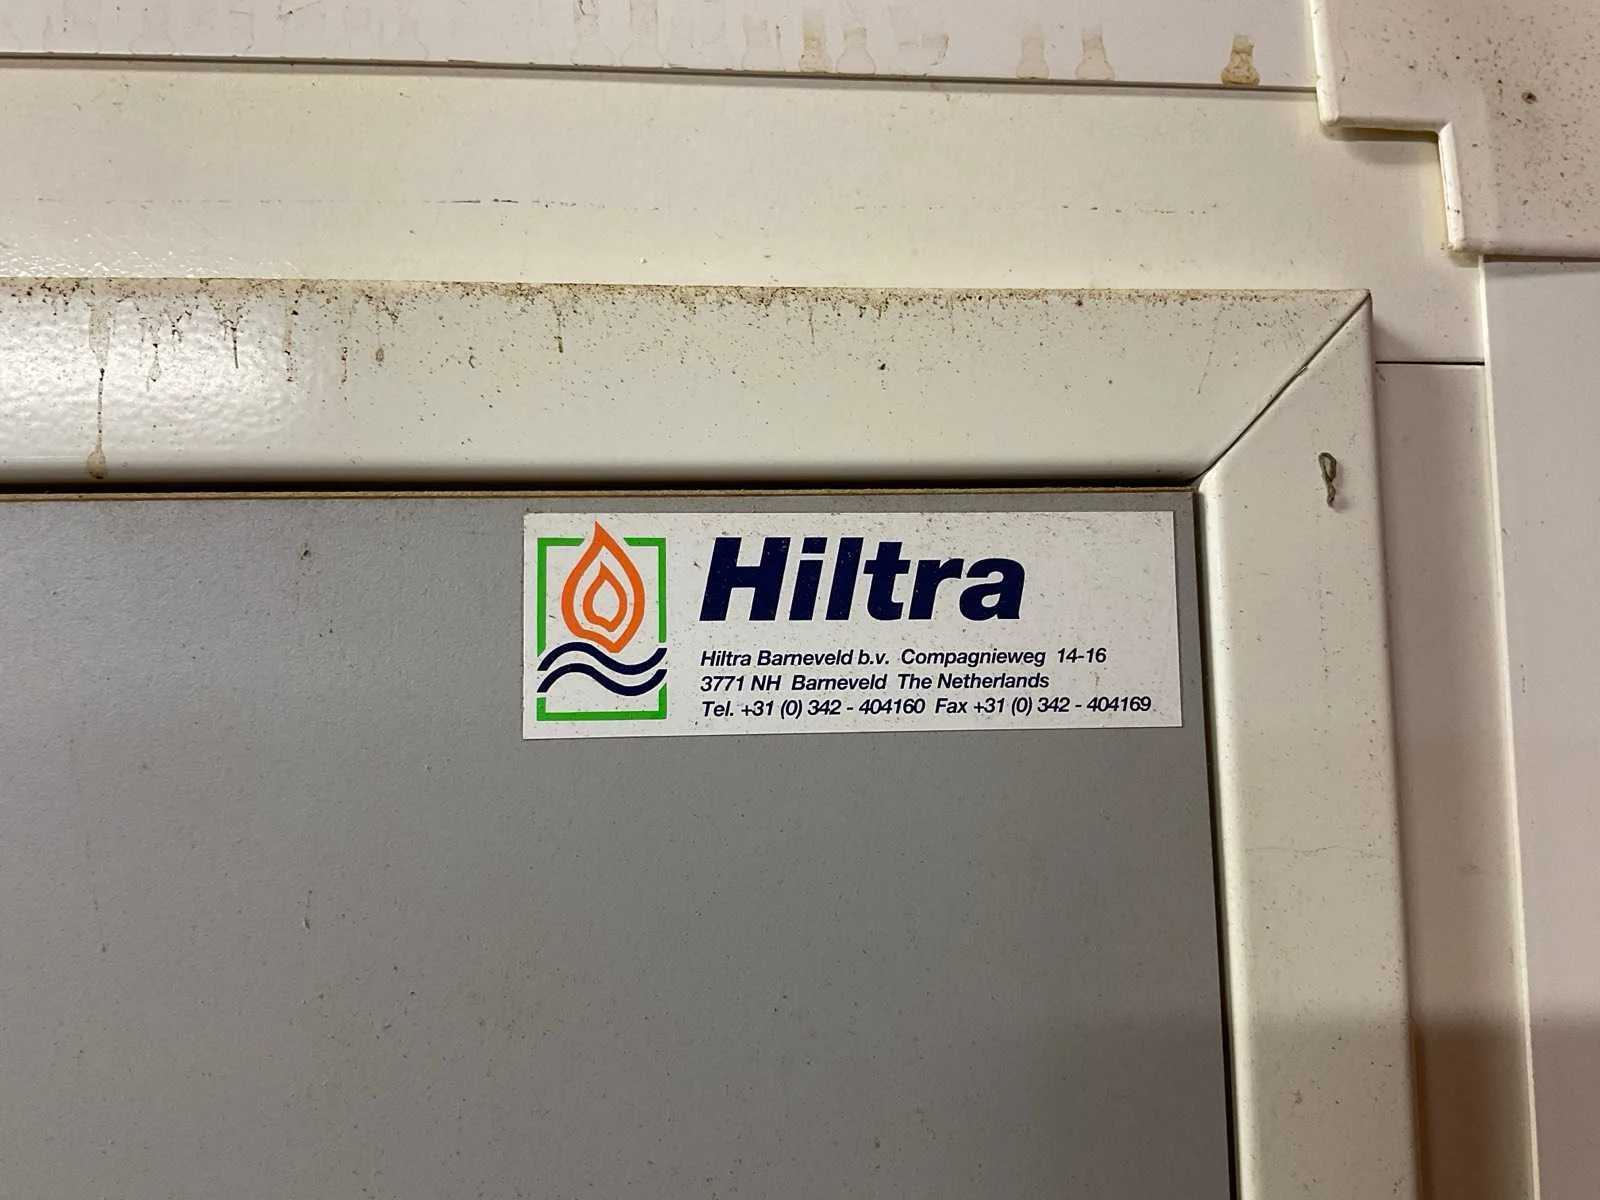 Hiltra
Hiltra Barneveld b.v. Compagnieweg 14-16
3771 NH Barneveld The Netherlands
Tel. +31 (0) 342 - 404160 Fax +31 (0) 342 - 404169